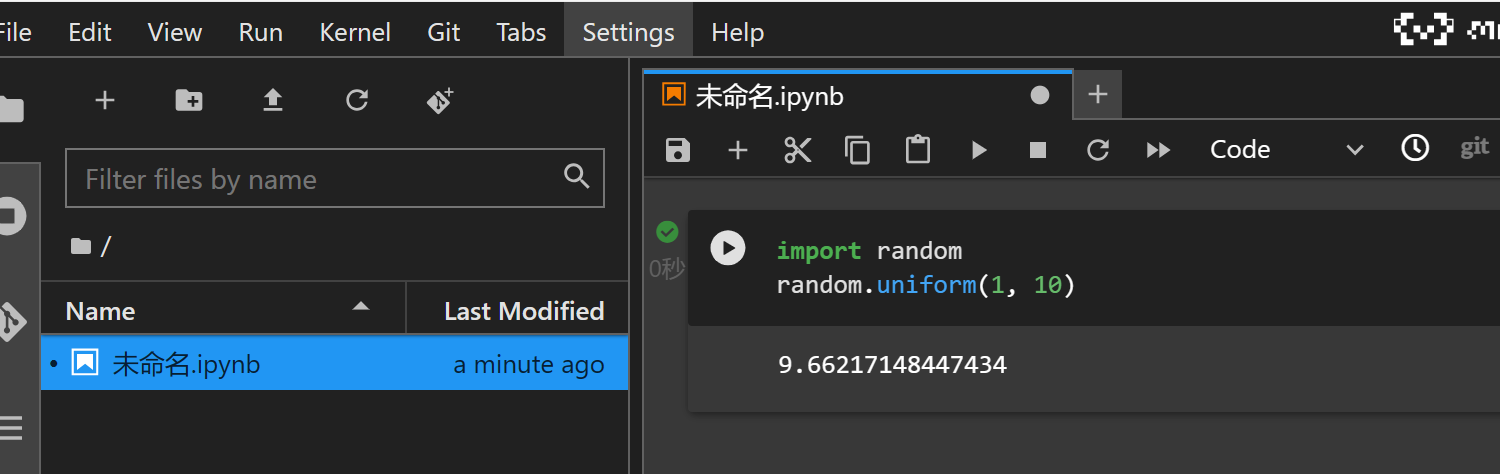 File Edit View Run Kernel Git Tabs Settings Help
未命名.ipynb
Code git
Filter files by name
/
0秒
import random
random.uniform(1, 10)
Name Last Modified
未命名.ipynb a minute ago
9.66217148447434